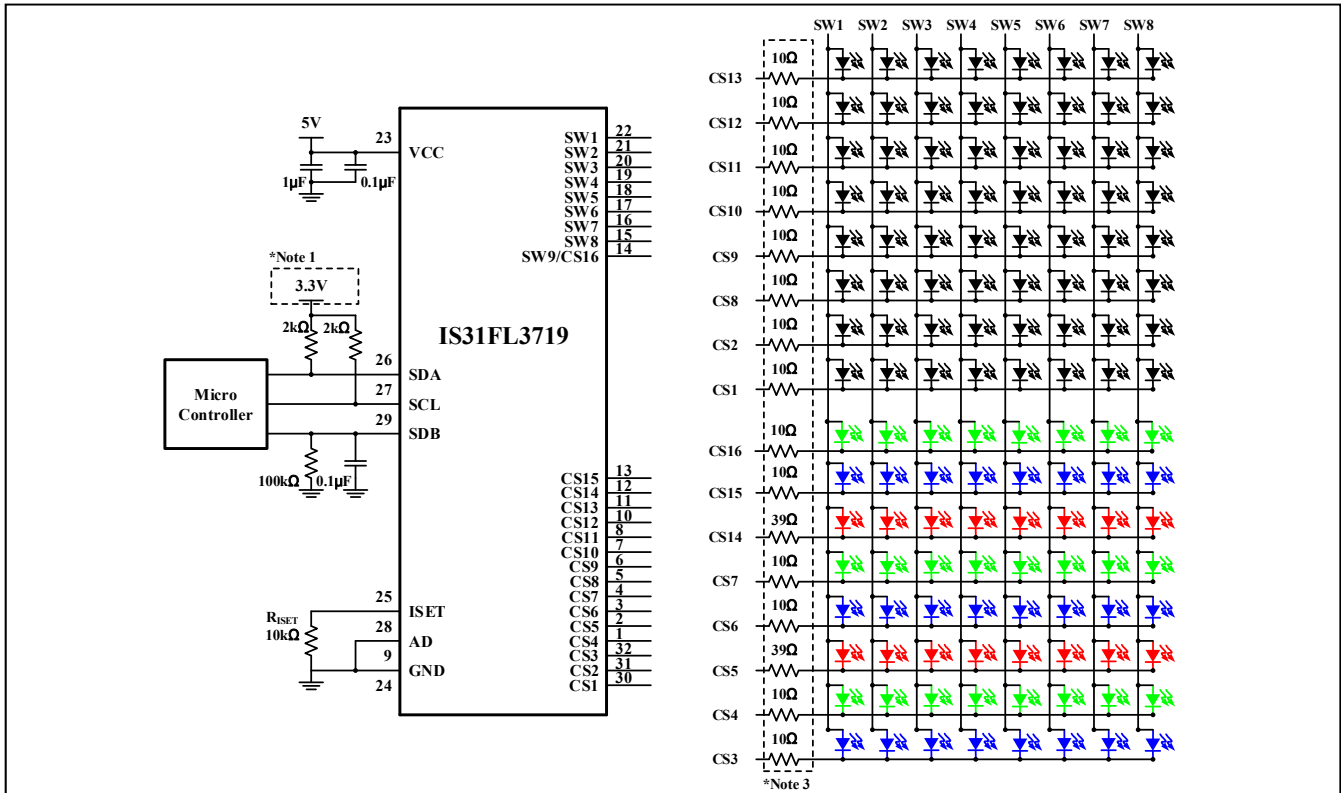 5V
23
VCC
1µF
0.1µF
*Note 1
3.3V
2kΩ
2kΩ
Micro
Controller
26
SDA
27
SCL
29
SDB
100kΩ
0.1µF
RISET
10kΩ
25
ISET
28
AD
9
GND
24
IS31FL3719
SW1 22
SW2 21
SW3 20
SW4 19
SW5 18
SW6 17
SW7 16
SW8 15
SW9/CS16 14
CS15 13
CS14 12
CS13 11
CS12 10
CS11 8
CS10 7
CS9 6
CS8 5
CS7 4
CS6 3
CS5 2
CS4 1
CS3 32
CS2 31
CS1 30
SW1 SW2 SW3 SW4 SW5 SW6 SW7 SW8
10Ω
CS13
10Ω
CS12
10Ω
CS11
10Ω
CS10
10Ω
CS9
10Ω
CS8
10Ω
CS2
10Ω
CS1
10Ω
CS16
10Ω
CS15
39Ω
CS14
10Ω
CS7
10Ω
CS6
39Ω
CS5
10Ω
CS4
10Ω
CS3
*Note 3